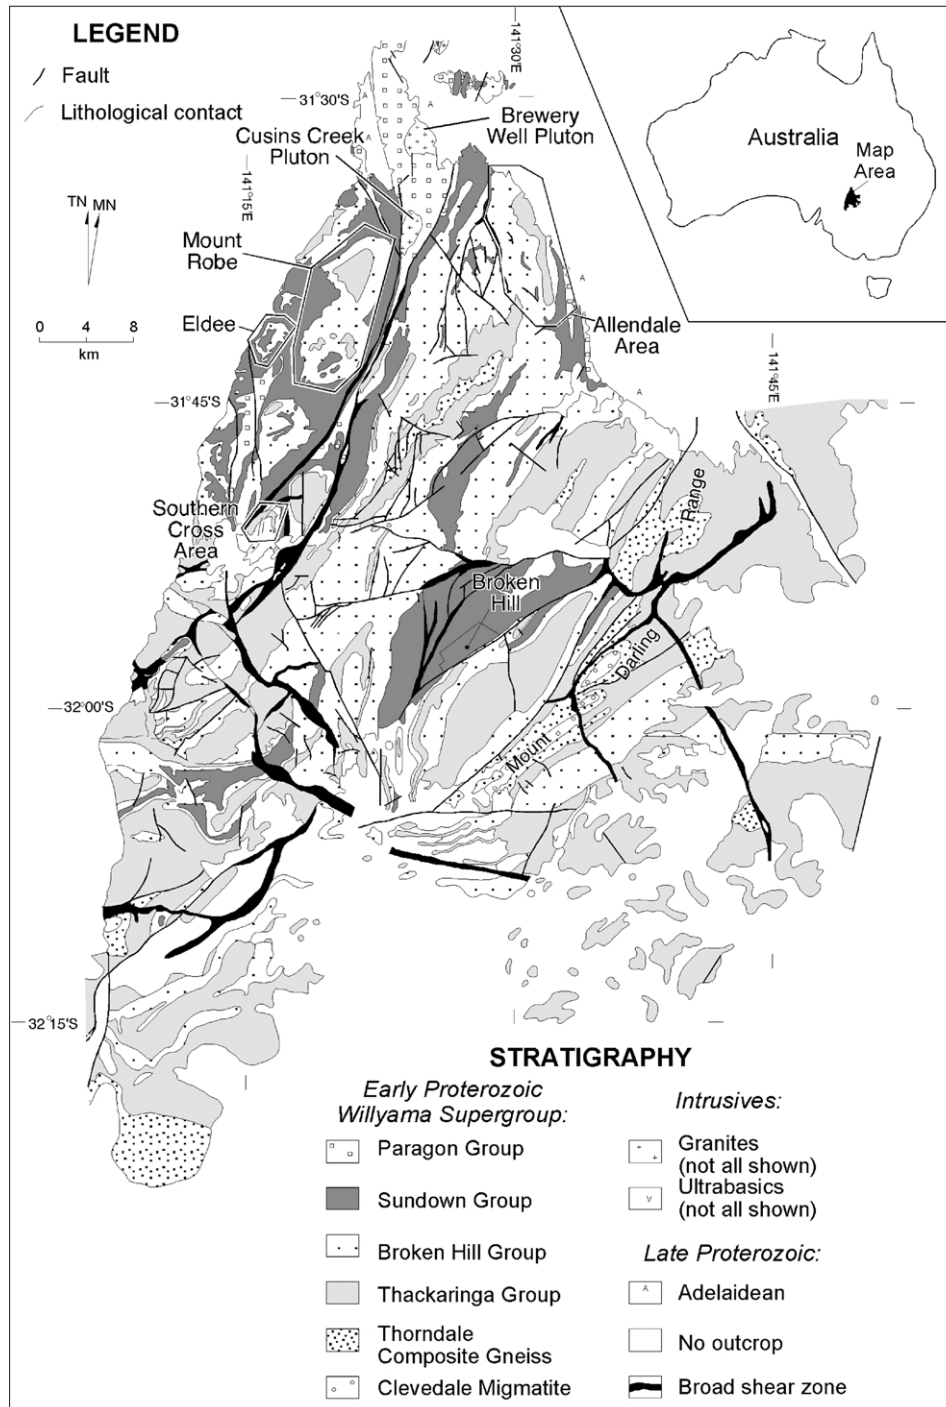 LEGEND
Fault
Lithological contact
TN MN
0 4 8
km
141°30'E
31°30'S
141°15'E
Brewery
Well Pluton
Cusins Creek
Pluton
Mount
Robe
Eldee
Allendale
Area
Australia
Map
Area
31°45'S
141°45'E
Southern
Cross
Area
Broken
Hill
Range
Darling
Mount
32°00'S
32°15'S
STRATIGRAPHY
Early Proterozoic
Willyama Supergroup:
Paragon Group
Sundown Group
Broken Hill Group
Thackaringa Group
Thorndale
Composite Gneiss
Clevedale Migmatite
Intrusives:
Granites
(not all shown)
V
Ultrabasics
(not all shown)
Late Proterozoic:
A
Adelaidean
No outcrop
Broad shear zone